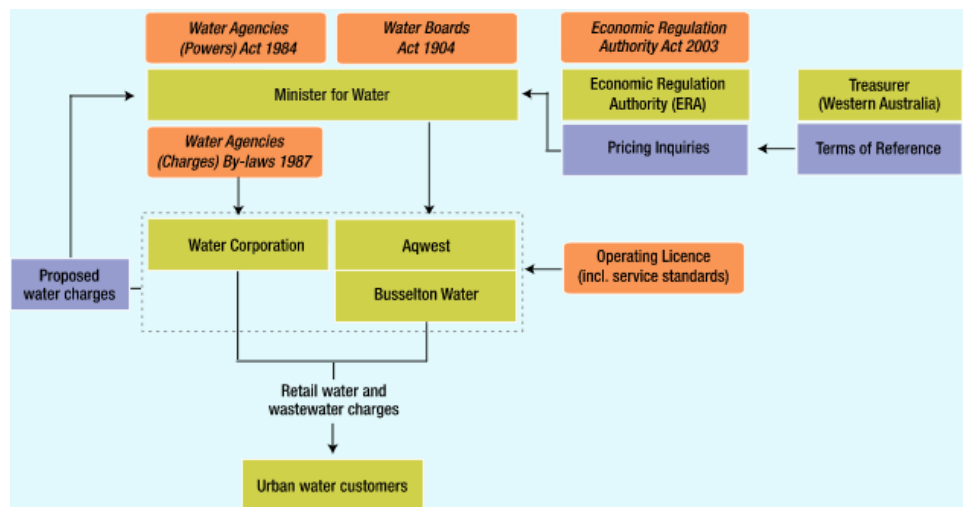 Water Agencies
(Powers) Act 1984
Water Boards
Act 1904
Economic Regulation
Authority Act 2003
Minister for Water
Economic Regulation
Authority (ERA)
Treasurer
(Western Australia)
Water Agencies
(Charges) By-laws 1987
Pricing Inquiries
Terms of Reference
Water Corporation
Aqwest
Operating Licence
(incl. service standards)
Proposed
water charges
Busselton Water
Retail water and
wastewater charges
Urban water customers